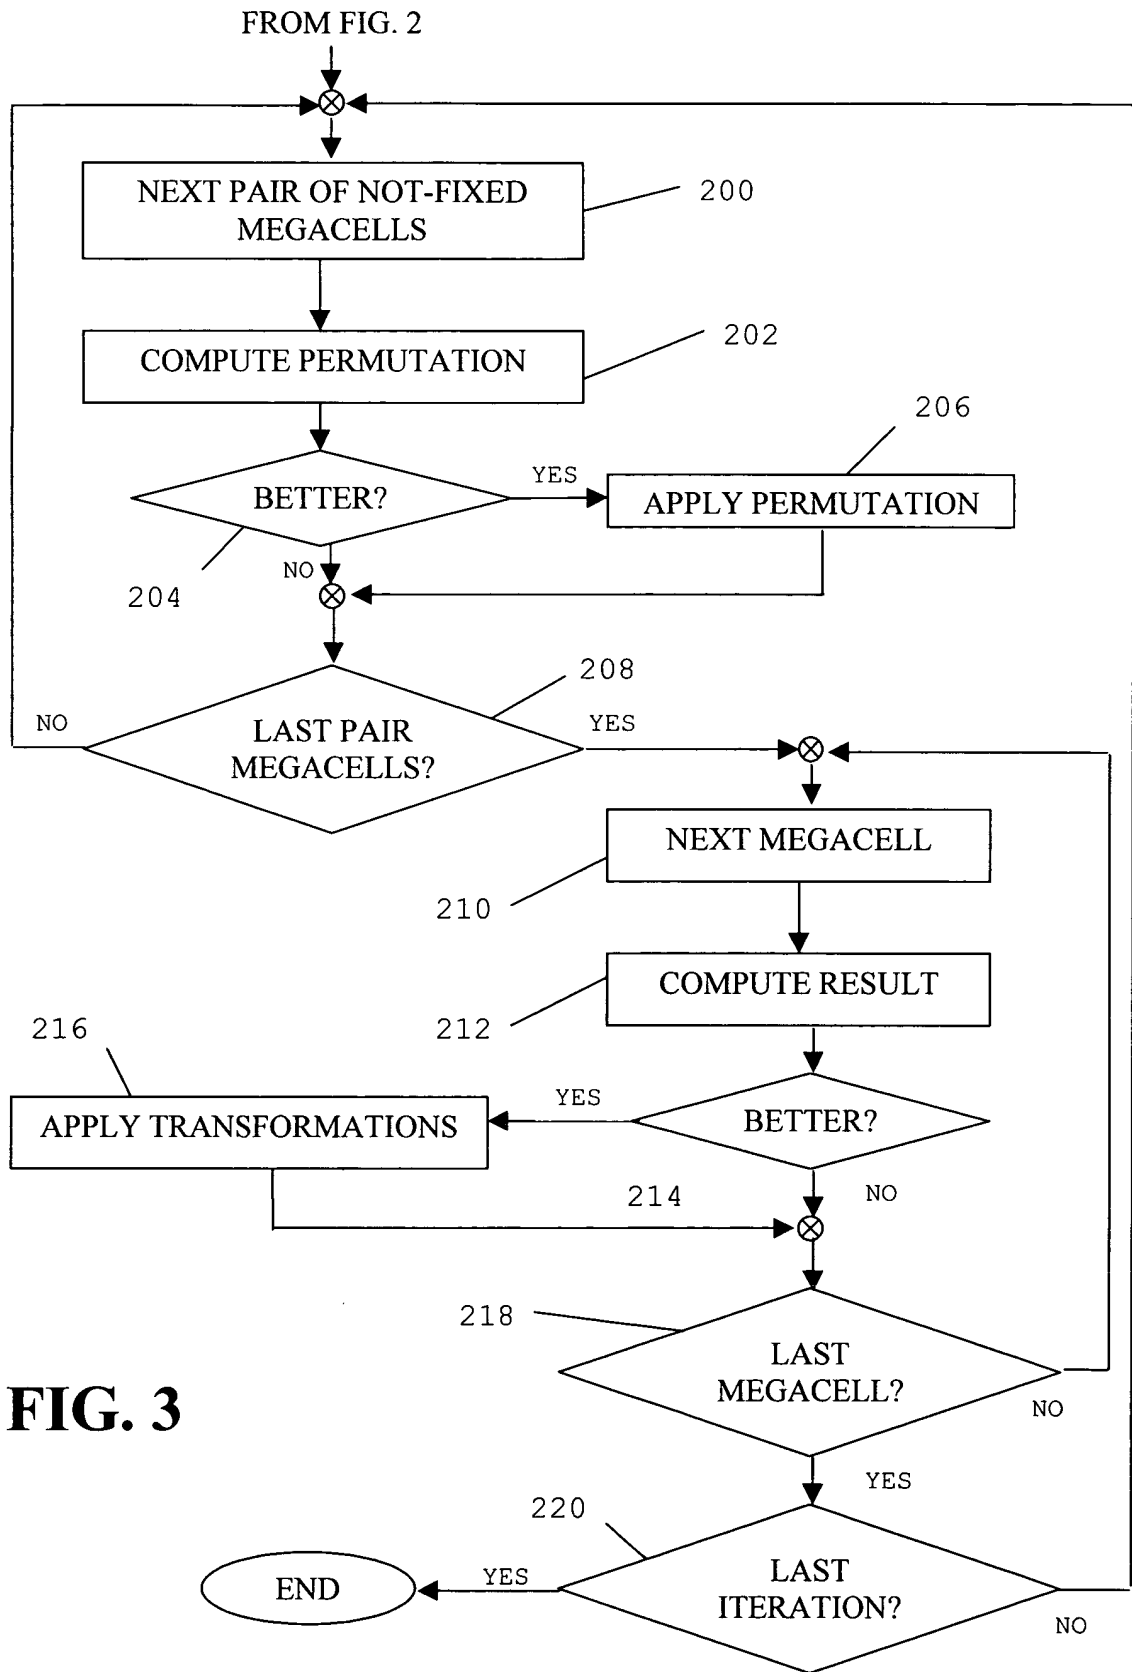 FROM FIG. 2
NEXT PAIR OF NOT-FIXED
MEGACELLS
200
COMPUTE PERMUTATION
202
206
BETTER?
YES
APPLY PERMUTATION
NO
204
208
NO
LAST PAIR
MEGACELLS?
YES
NEXT MEGACELL
210
COMPUTE RESULT
212
216
APPLY TRANSFORMATIONS
YES
BETTER?
214
NO
218
LAST
MEGACELL?
NO
FIG. 3
YES
220
END
YES
LAST
ITERATION?
NO